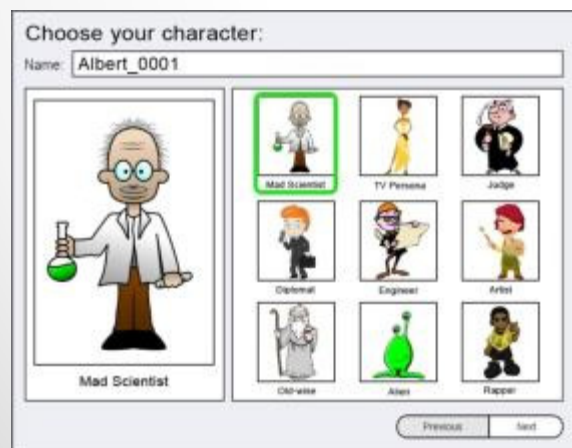 Choose your character:
Name: Albert_0001
Mad Scientist
TV Persona
Judge
Diplomat
Engineer
Artist
Old-wise
Alien
Rapper
Mad Scientist
Previous
Next